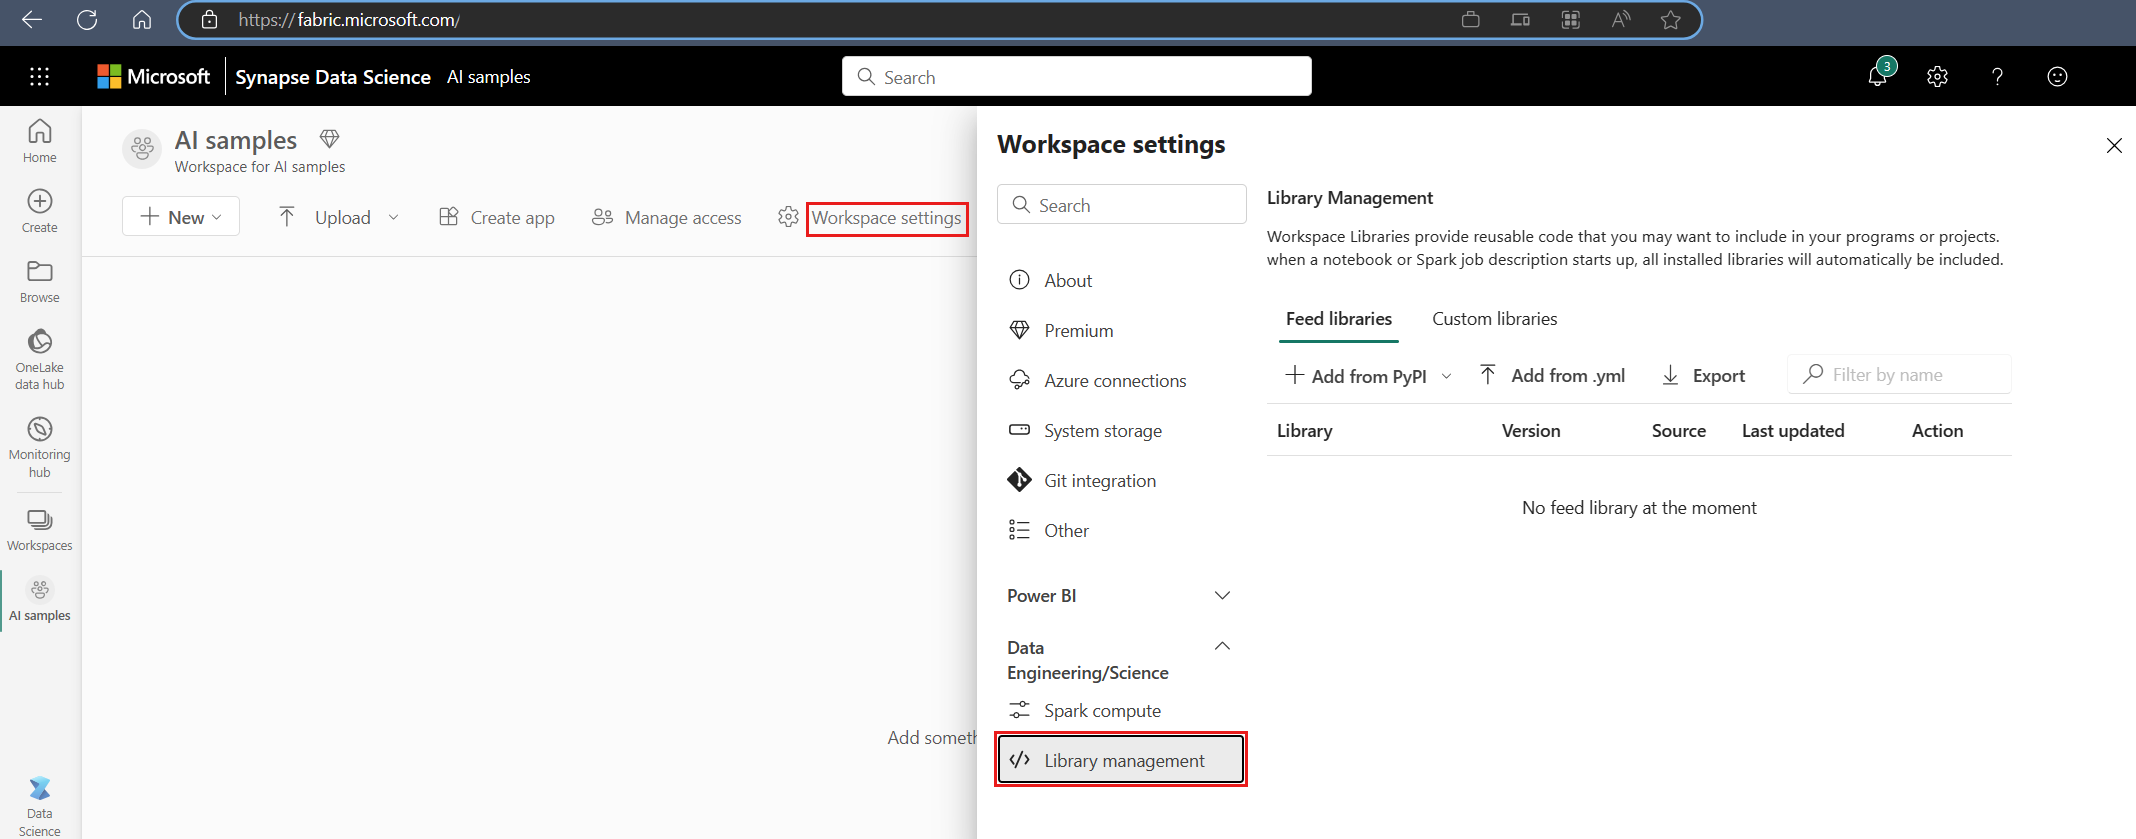 https://fabric.microsoft.com/
Microsoft Synapse Data Science AI samples
Search
3
Home
Create
Browse
OneLake
data hub
Monitoring
hub
Workspaces
AI samples
Data
Science
AI samples
Workspace for AI samples
New Upload Create app Manage access Workspace settings
Add someth
Workspace settings
Search
About
Premium
Azure connections
System storage
Git integration
Other
Power BI
Data
Engineering/Science
Spark compute
Library management
Library Management
Workspace Libraries provide reusable code that you may want to include in your programs or projects.
when a notebook or Spark job description starts up, all installed libraries will automatically be included.
Feed libraries Custom libraries
Add from PyPI Add from .yml Export Filter by name
Library Version Source Last updated Action
No feed library at the moment